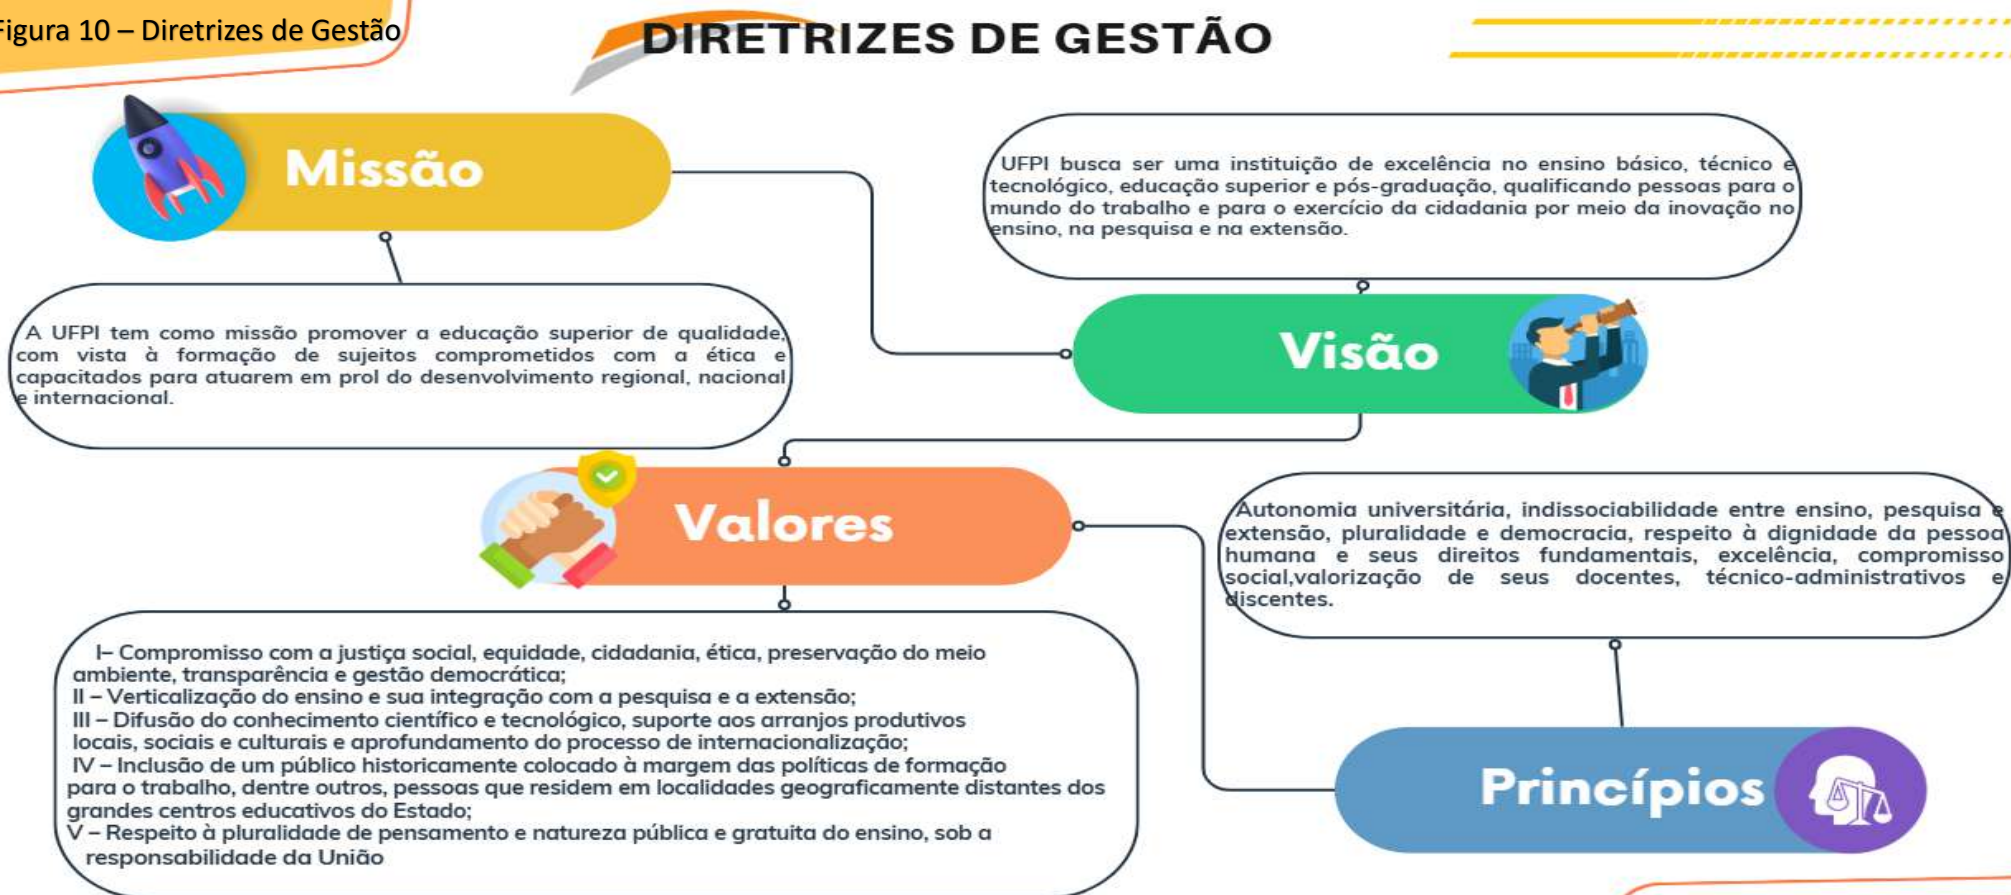 Figura 10 – Diretrizes de Gestão
DIRETRIZES DE GESTÃO
Missão
A UFPI tem como missão promover a educação superior de qualidade,
com vista à formação de sujeitos comprometidos com a ética e
capacitados para atuarem em prol do desenvolvimento regional, nacional
e internacional.
UFPI busca ser uma instituição de excelência no ensino básico, técnico e
tecnológico, educação superior e pós-graduação, qualificando pessoas para o
mundo do trabalho e para o exercício da cidadania por meio da inovação no
ensino, na pesquisa e na extensão.
Visão
Valores
I– Compromisso com a justiça social, equidade, cidadania, ética, preservação do meio
ambiente, transparência e gestão democrática;
II – Verticalização do ensino e sua integração com a pesquisa e a extensão;
III – Difusão do conhecimento científico e tecnológico, suporte aos arranjos produtivos
locais, sociais e culturais e aprofundamento do processo de internacionalização;
IV – Inclusão de um público historicamente colocado à margem das políticas de formação
para o trabalho, dentre outros, pessoas que residem em localidades geograficamente distantes dos
grandes centros educativos do Estado;
V – Respeito à pluralidade de pensamento e natureza pública e gratuita do ensino, sob a
responsabilidade da União
Autonomia universitária, indissociabilidade entre ensino, pesquisa e
extensão, pluralidade e democracia, respeito à dignidade da pessoa
humana e seus direitos fundamentais, excelência, compromisso
social,valorização de seus docentes, técnico-administrativos e
discentes.
Princípios